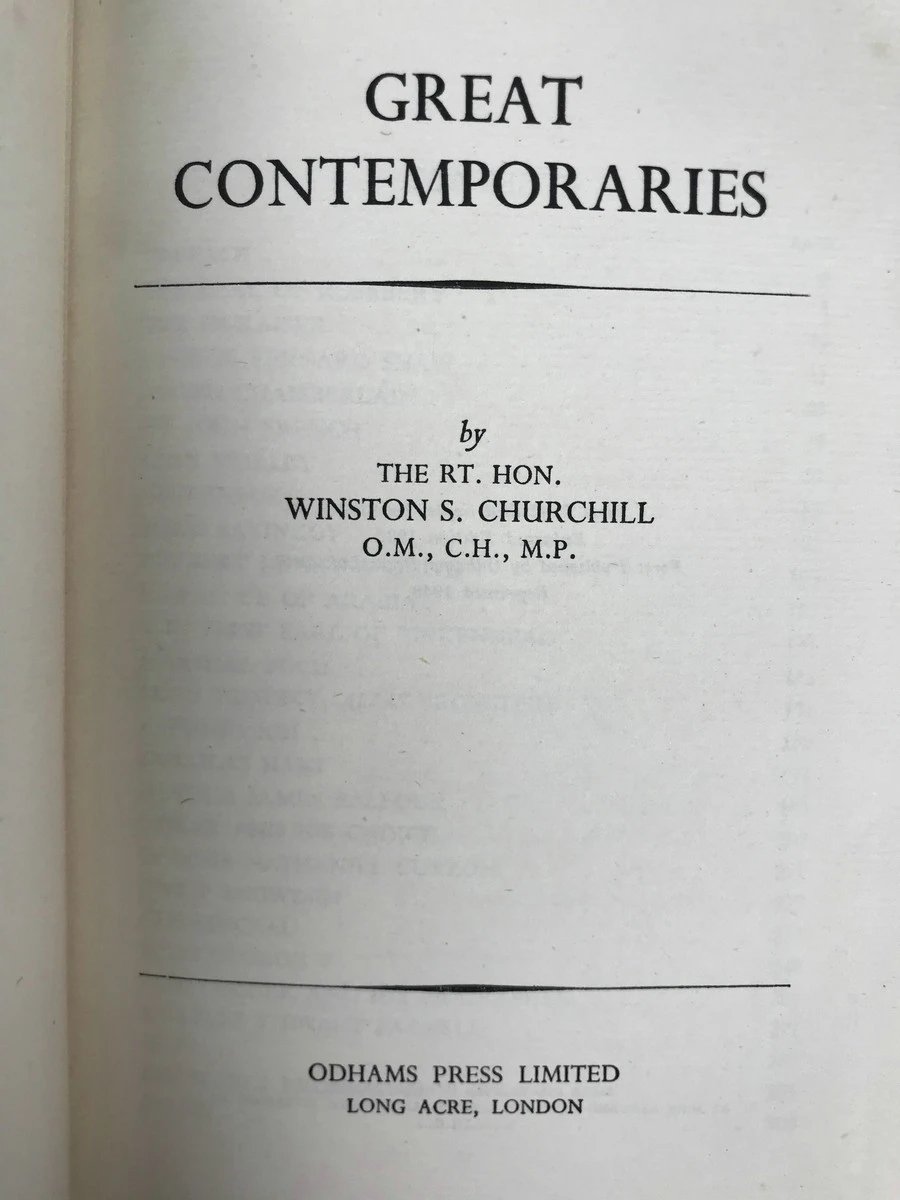 GREAT
CONTEMPORARIES
by
THE RT. HON.
WINSTON S. CHURCHILL
O.M., C.H., M.P.
ODHAMS PRESS LIMITED
LONG ACRE, LONDON